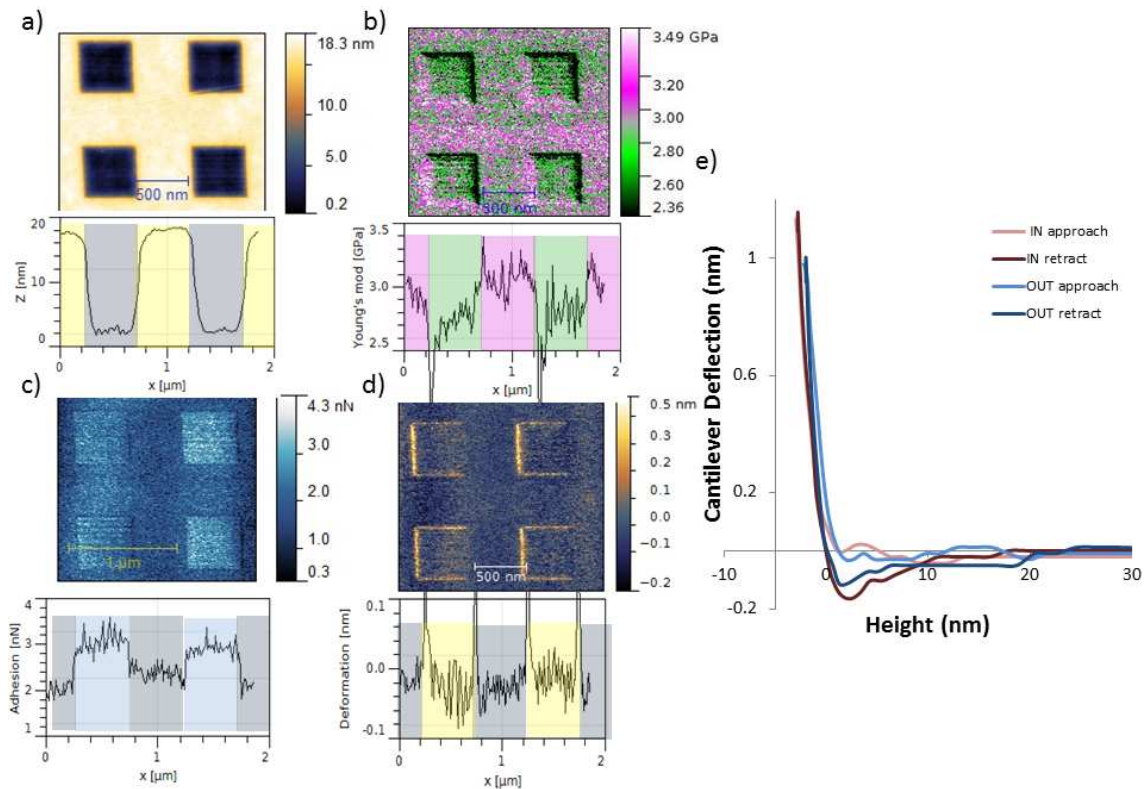 a)
18.3 nm
10.0
5.0
0.2
500 nm
20
10
0
Z [nm]
0
1
2
x [μm]
b)
3.49 GPa
3.20
3.00
2.80
2.60
2.36
500 nm
3.5
3.0
2.5
Young's mod [GPa]
0
1
2
x [μm]
c)
4.3 nN
3.0
2.0
1.0
0.3
1 μm
4
3
2
1
Adhesion [nN]
0
1
2
x [μm]
d)
0.5 nm
0.3
0.2
0.1
0.0
−0.1
−0.2
500 nm
0.1
0.0
-0.1
Deformation [nm]
0
1
2
x [μm]
e)
IN approach
IN retract
OUT approach
OUT retract
Cantilever Deflection (nm)
1
0.6
0.2
-0.2
-10
0
10
20
30
Height (nm)